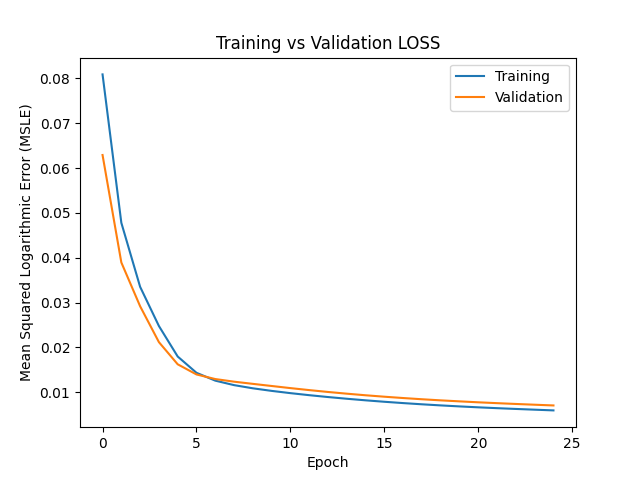 Training vs Validation LOSS
Training
Validation
Mean Squared Logarithmic Error (MSLE)
0.08
0.07
0.06
0.05
0.04
0.03
0.02
0.01
0 5 10 15 20 25
Epoch